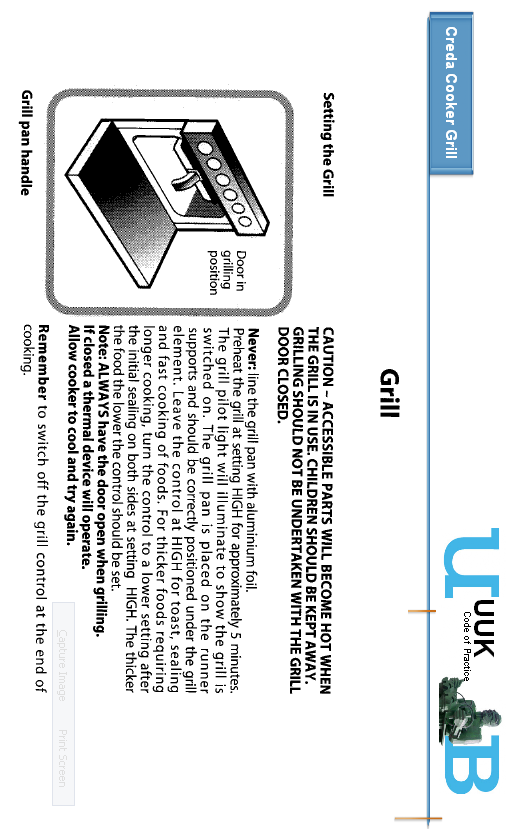 Creda Cooker Grill
U
UUK
Code of Practice
B
Grill
Setting the Grill
Door in
grilling
position
Grill pan handle
CAUTION – ACCESSIBLE PARTS WILL BECOME HOT WHEN
THE GRILL IS IN USE. CHILDREN SHOULD BE KEPT AWAY.
GRILLING SHOULD NOT BE UNDERTAKEN WITH THE GRILL
DOOR CLOSED.
Never: line the grill pan with aluminium foil.
Preheat the grill at setting HIGH for approximately 5 minutes.
The grill pilot light will illuminate to show the grill is
switched on. The grill pan is placed on the runner
supports and should be correctly positioned under the grill
element. Leave the control at HIGH for toast, sealing
and fast cooking of foods. For thicker foods requiring
longer cooking, turn the control to a lower setting after
the initial sealing on both sides at setting HIGH. The thicker
the food the lower the control should be set.
Note: ALWAYS have the door open when grilling.
If closed a thermal device will operate.
Allow cooker to cool and try again.
Remember to switch off the grill control at the end of
cooking.
Capture Image
Print Screen